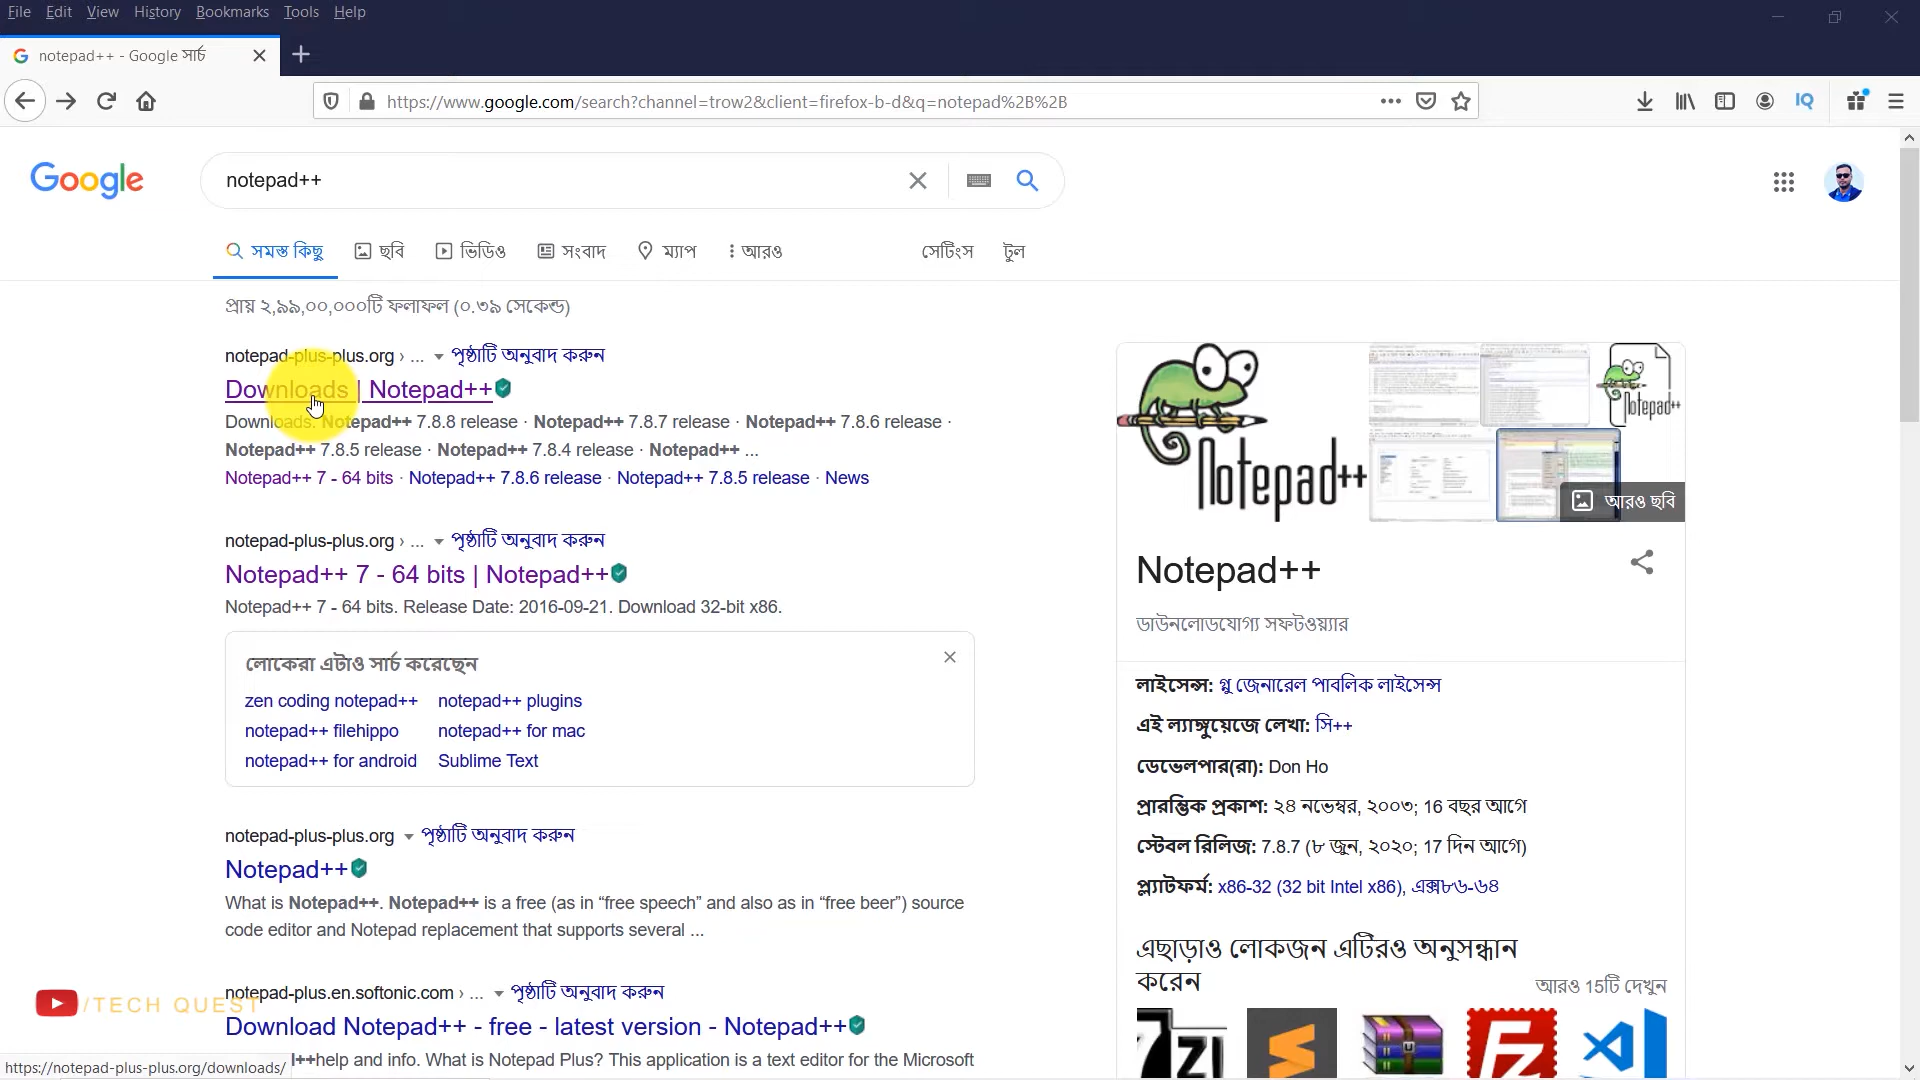 File Edit View History Bookmarks Tools Help
notepad++ - Google সার্চ
https://www.google.com/search?channel=trow2&client=firefox-b-d&q=notepad%2B%2B
IQ
Google
notepad++
সমস্ত কিছু ছবি ভিডিও সংবাদ ম্যাপ আরও সেটিংস টুল
প্রায় ২,৯৯,০০,০০০টি ফলাফল (০.৩৯ সেকেন্ড)
notepad-plus-plus.org › ... পৃষ্ঠাটি অনুবাদ করুন
Downloads | Notepad++
Downloads. Notepad++ 7.8.8 release · Notepad++ 7.8.7 release · Notepad++ 7.8.6 release ·
Notepad++ 7.8.5 release · Notepad++ 7.8.4 release · Notepad++ ...
Notepad++ 7 - 64 bits · Notepad++ 7.8.6 release · Notepad++ 7.8.5 release · News
notepad-plus-plus.org › ... পৃষ্ঠাটি অনুবাদ করুন
Notepad++ 7 - 64 bits | Notepad++
Notepad++ 7 - 64 bits. Release Date: 2016-09-21. Download 32-bit x86.
লোকেরা এটাও সার্চ করেছেন
zen coding notepad++ notepad++ plugins
notepad++ filehippo notepad++ for mac
notepad++ for android Sublime Text
notepad-plus-plus.org পৃষ্ঠাটি অনুবাদ করুন
Notepad++
What is Notepad++. Notepad++ is a free (as in “free speech” and also as in “free beer”) source
code editor and Notepad replacement that supports several ...
notepad-plus.en.softonic.com › ... পৃষ্ঠাটি অনুবাদ করুন
/TECH QUEST
Download Notepad++ - free - latest version - Notepad++
l++help and info. What is Notepad Plus? This application is a text editor for the Microsoft
https://notepad-plus-plus.org/downloads/
Notepad++
Notepad++
আরও ছবি
Notepad++
ডাউনলোডযোগ্য সফটওয়্যার
লাইসেন্স: গ্নু জেনারেল পাবলিক লাইসেন্স
এই ল্যাঙ্গুয়েজে লেখা: সি++
ডেভেলপার(রা): Don Ho
প্রারম্ভিক প্রকাশ: ২৪ নভেম্বর, ২০০৩; 16 বছর আগে
স্টেবল রিলিজ: 7.8.7 (৮ জুন, ২০২০; 17 দিন আগে)
প্ল্যাটফর্ম: x86-32 (32 bit Intel x86), এক্স৮৬-৬৪
এছাড়াও লোকজন এটিরও অনুসন্ধান
করেন
আরও 15টি দেখুন